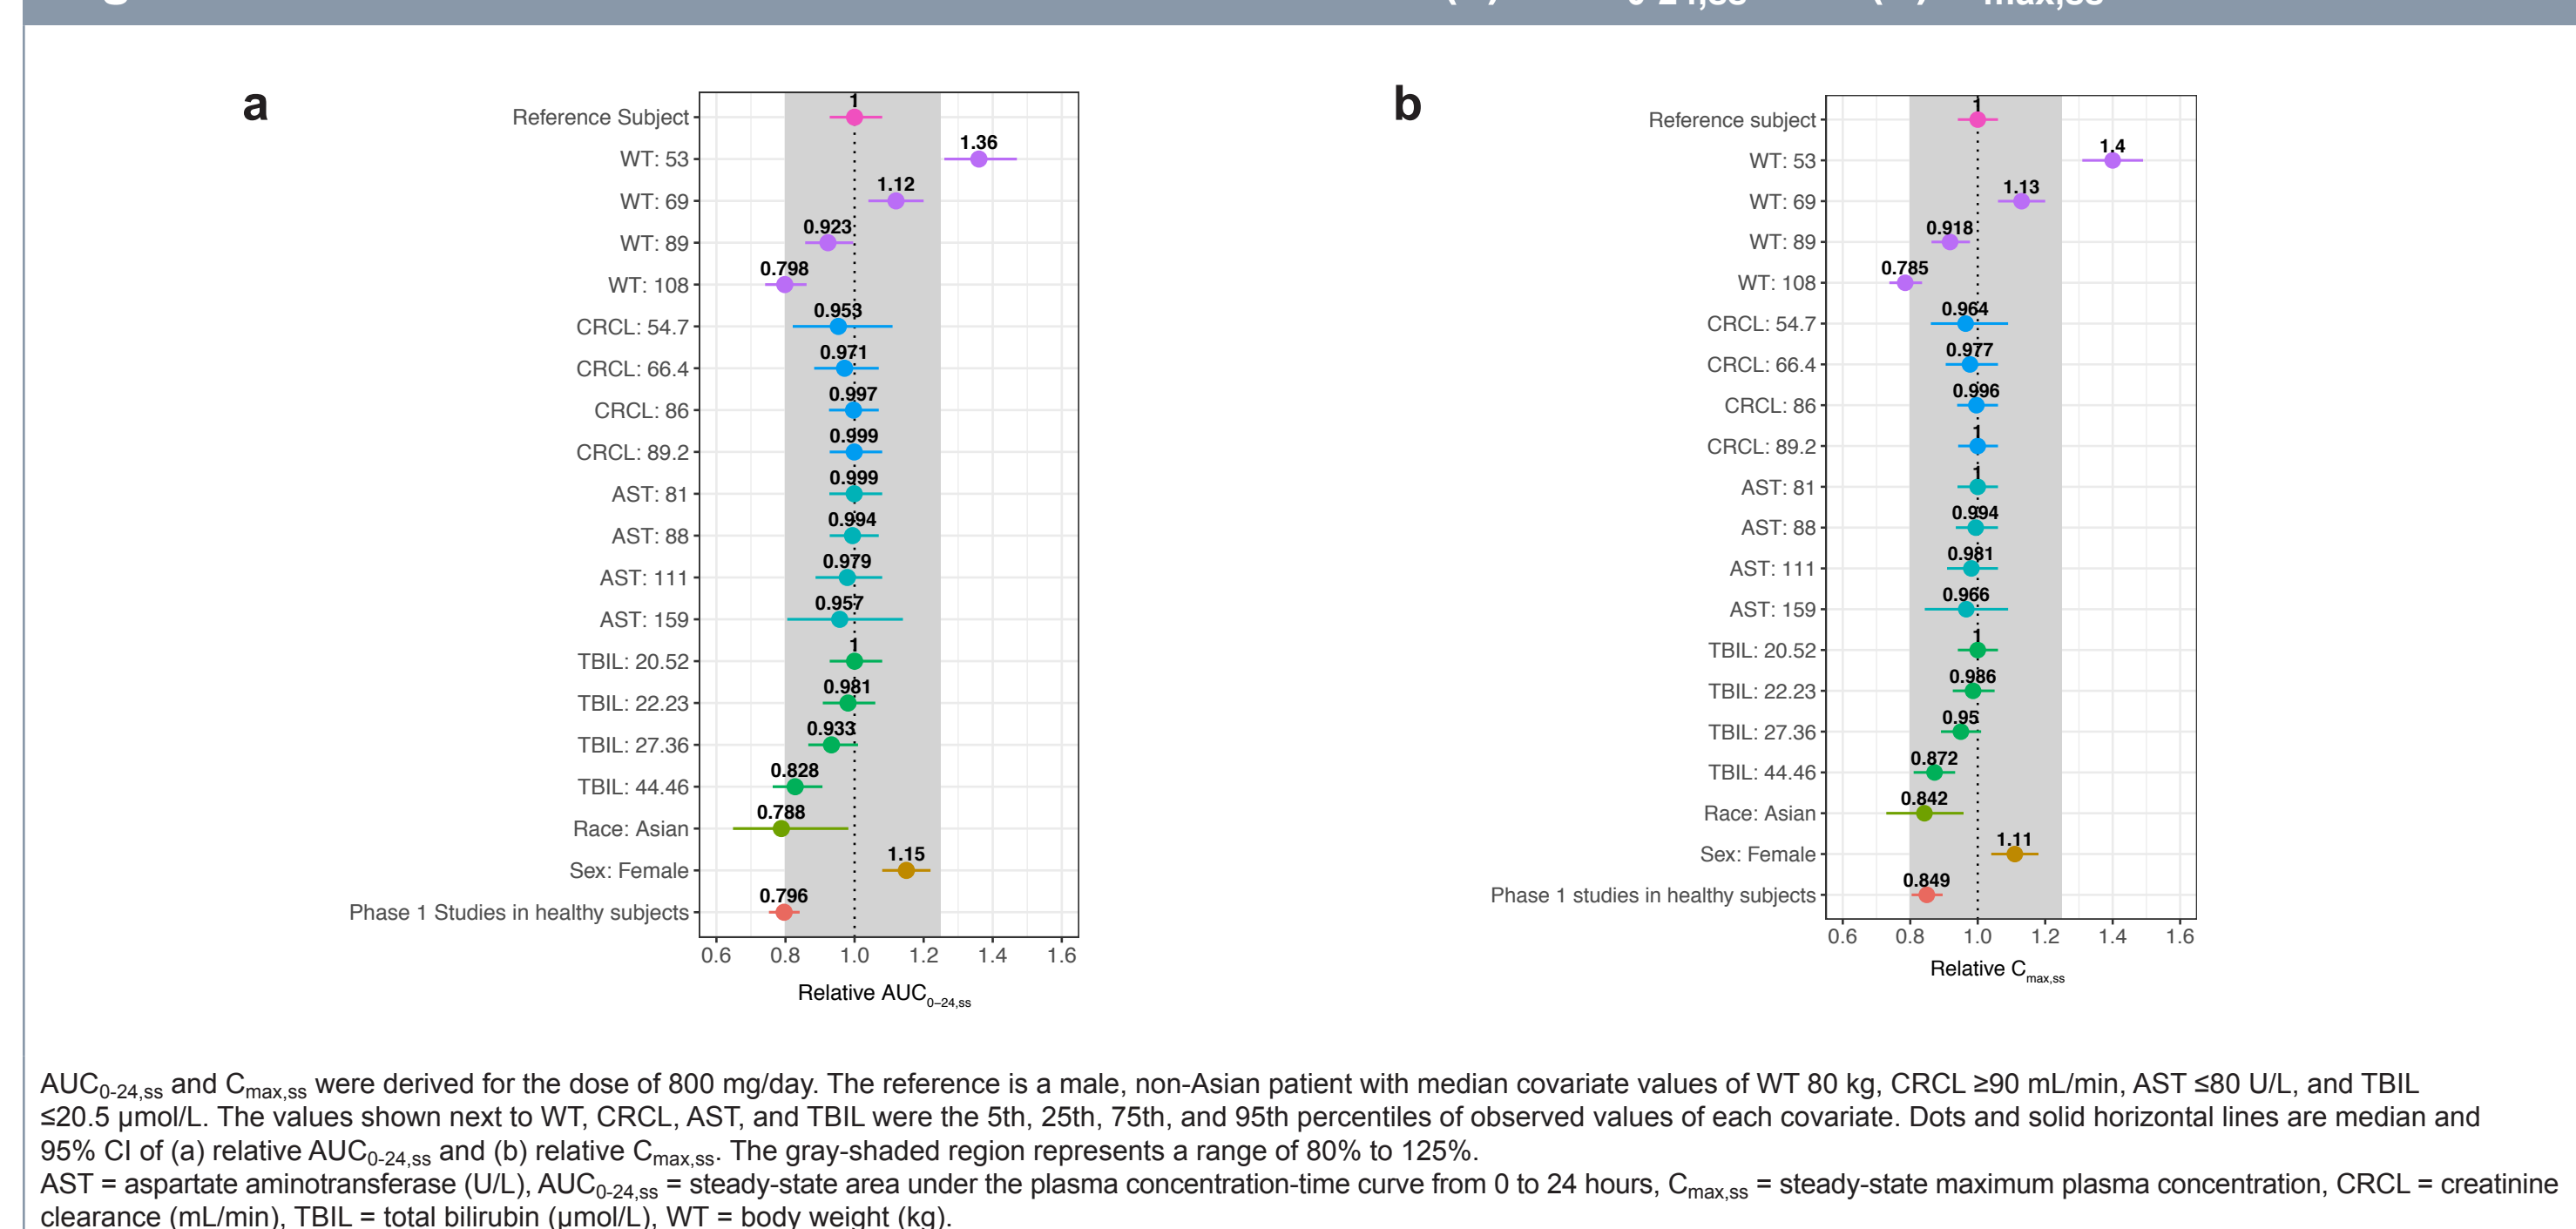 a
1
Reference Subject
1.36
WT: 53
1.12
WT: 69
0.923
WT: 89
0.798
WT: 108
0.953
CRCL: 54.7
0.971
CRCL: 66.4
0.997
CRCL: 86
0.999
CRCL: 89.2
0.999
AST: 81
0.994
AST: 88
0.979
AST: 111
0.957
AST: 159
1
TBIL: 20.52
0.981
TBIL: 22.23
0.933
TBIL: 27.36
0.828
TBIL: 44.46
0.788
Race: Asian
1.15
Sex: Female
0.796
Phase 1 Studies in healthy subjects
0.6 0.8 1.0 1.2 1.4 1.6
Relative AUC0–24,ss
b
1
Reference subject
1.4
WT: 53
1.13
WT: 69
0.918
WT: 89
0.785
WT: 108
0.964
CRCL: 54.7
0.977
CRCL: 66.4
0.996
CRCL: 86
1
CRCL: 89.2
1
AST: 81
0.994
AST: 88
0.981
AST: 111
0.966
AST: 159
1
TBIL: 20.52
0.986
TBIL: 22.23
0.95
TBIL: 27.36
0.872
TBIL: 44.46
0.842
Race: Asian
1.11
Sex: Female
0.849
Phase 1 studies in healthy subjects
0.6 0.8 1.0 1.2 1.4 1.6
Relative Cmax,ss
AUC0-24,ss and Cmax,ss were derived for the dose of 800 mg/day. The reference is a male, non-Asian patient with median covariate values of WT 80 kg, CRCL ≥90 mL/min, AST ≤80 U/L, and TBIL
≤20.5 µmol/L. The values shown next to WT, CRCL, AST, and TBIL were the 5th, 25th, 75th, and 95th percentiles of observed values of each covariate. Dots and solid horizontal lines are median and
95% CI of (a) relative AUC0-24,ss and (b) relative Cmax,ss. The gray-shaded region represents a range of 80% to 125%.
AST = aspartate aminotransferase (U/L), AUC0-24,ss = steady-state area under the plasma concentration-time curve from 0 to 24 hours, Cmax,ss = steady-state maximum plasma concentration, CRCL = creatinine
clearance (mL/min), TBIL = total bilirubin (µmol/L), WT = body weight (kg).